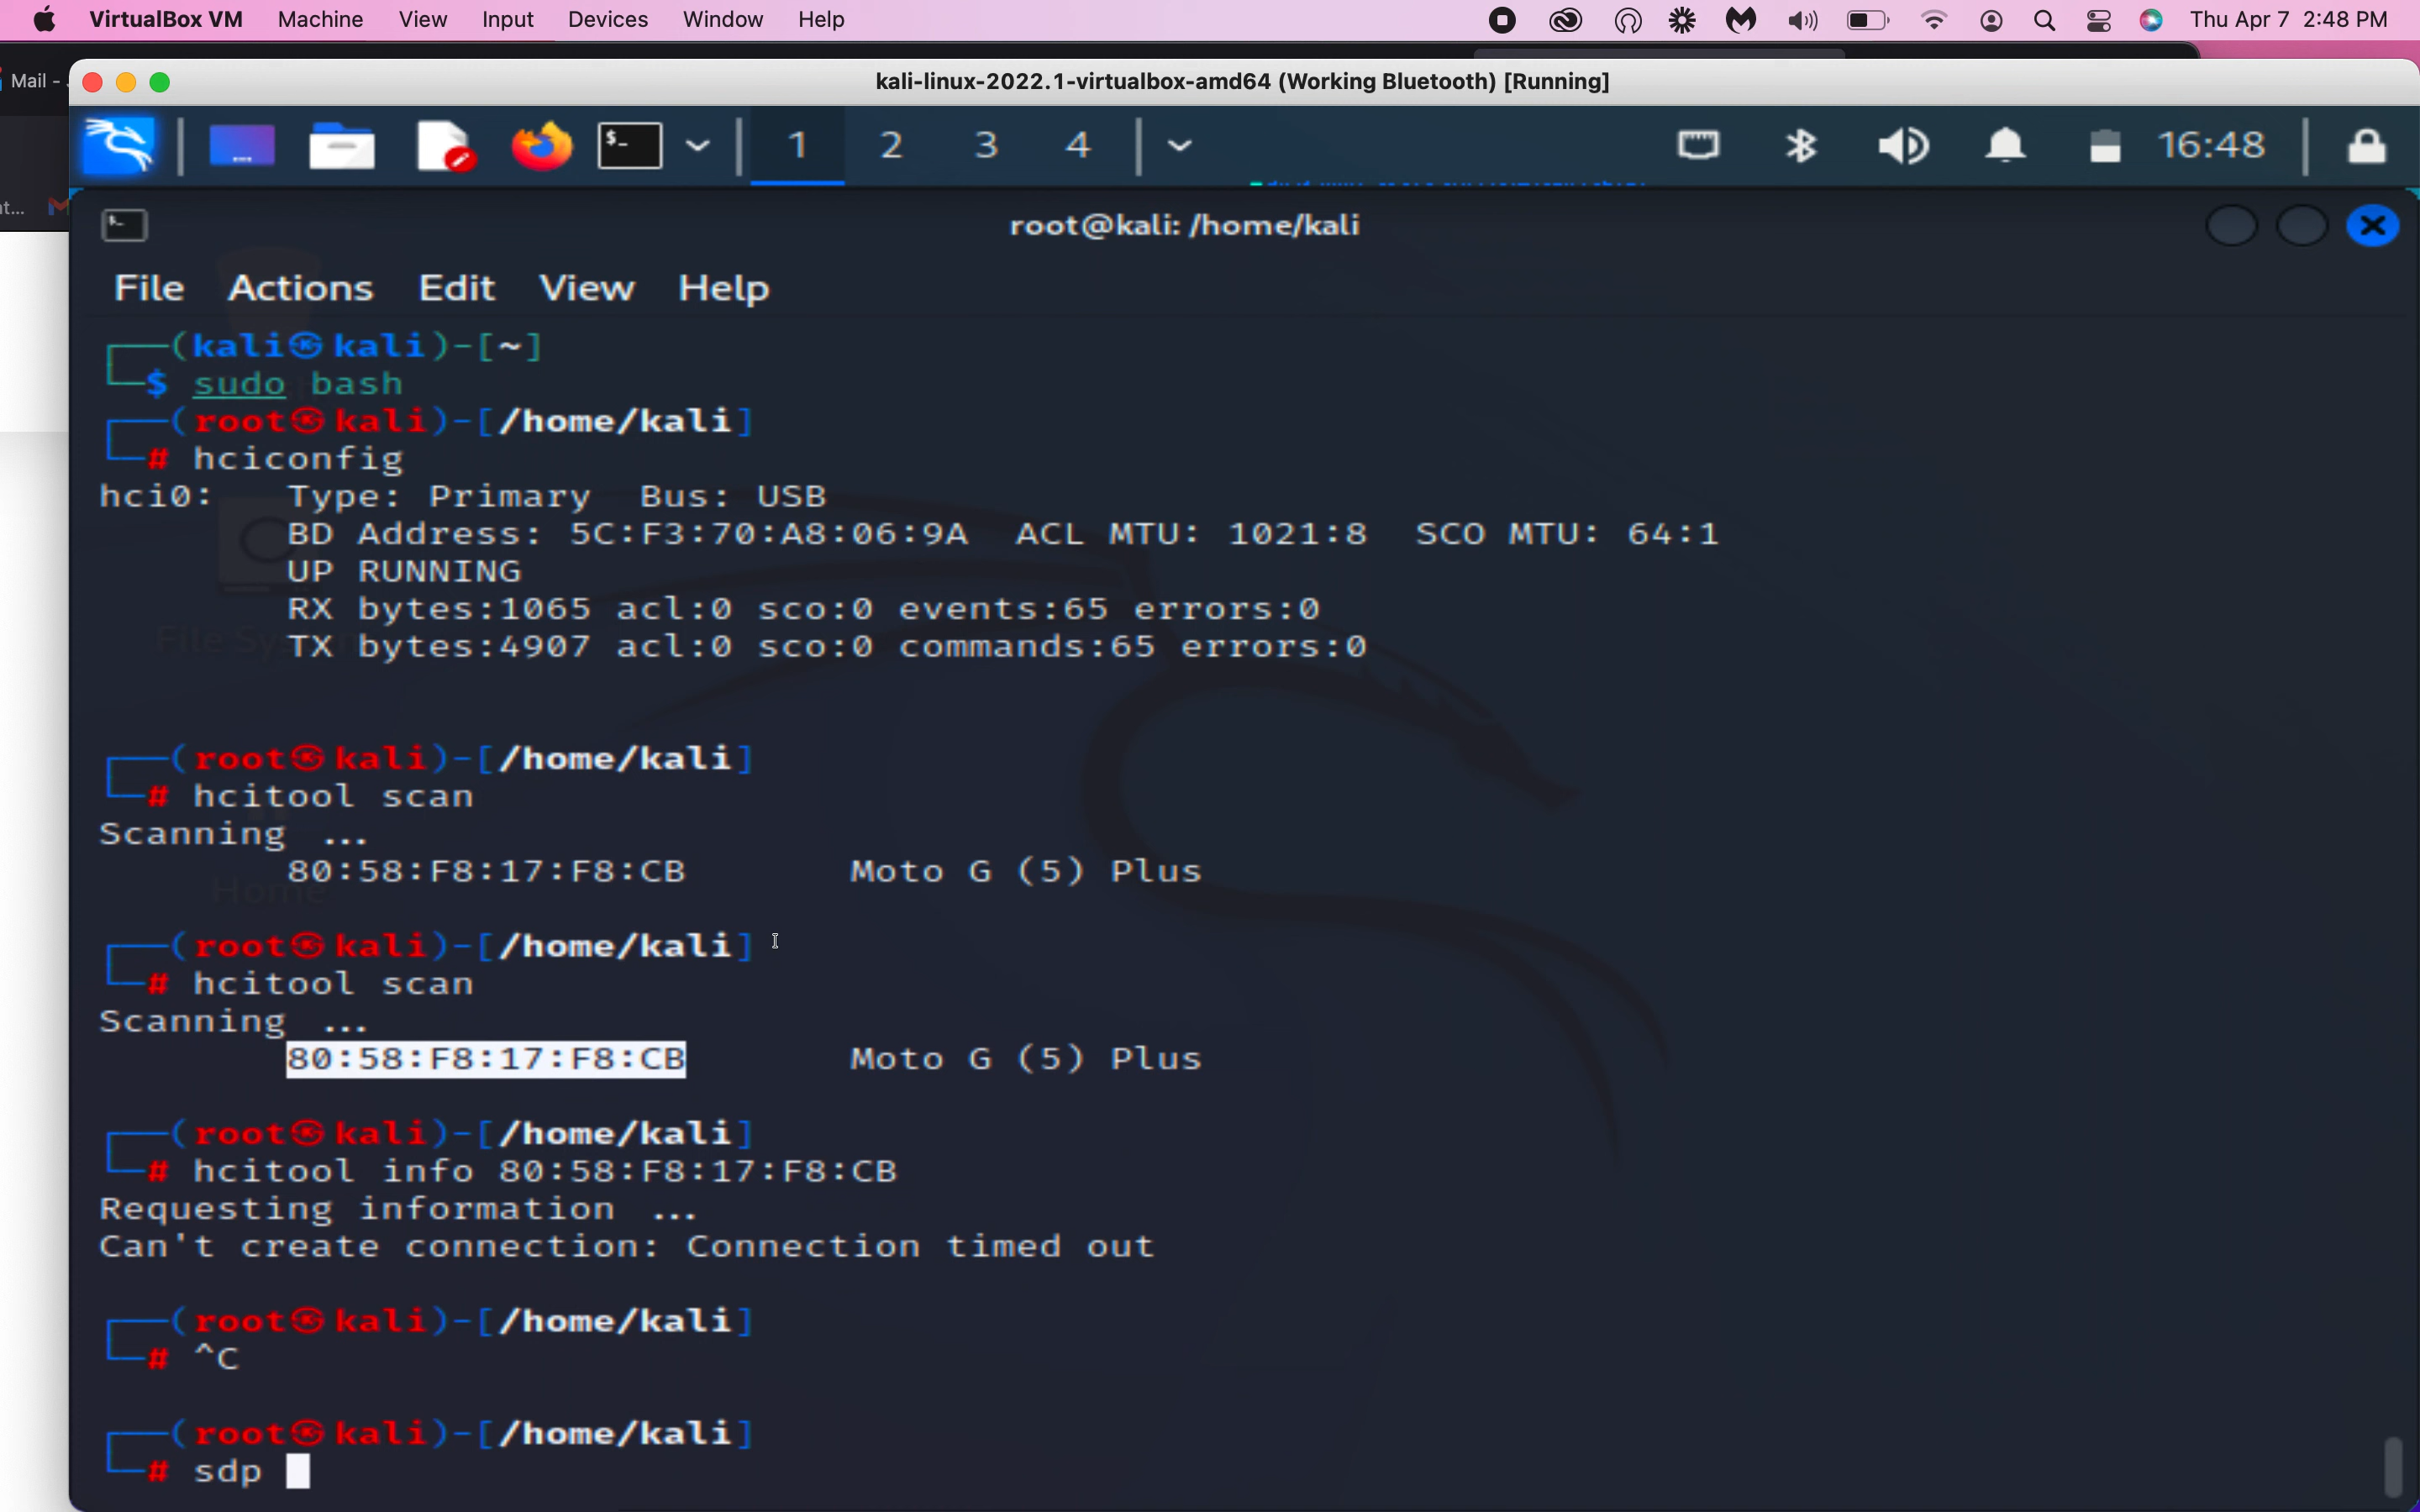 VirtualBox VM Machine View Input Devices Window Help Thu Apr 7 2:48 PM
Mail -
kali-linux-2022.1-virtualbox-amd64 (Working Bluetooth) [Running]
1 2 3 4 16:48
root@kali: /home/kali
File Actions Edit View Help
(kali㉿kali)-[~]
$ sudo bash
(root㉿kali)-[/home/kali]
# hciconfig
hci0: Type: Primary Bus: USB
BD Address: 5C:F3:70:A8:06:9A ACL MTU: 1021:8 SCO MTU: 64:1
UP RUNNING
RX bytes:1065 acl:0 sco:0 events:65 errors:0
TX bytes:4907 acl:0 sco:0 commands:65 errors:0
(root㉿kali)-[/home/kali]
# hcitool scan
Scanning ...
80:58:F8:17:F8:CB Moto G (5) Plus
Home
(root㉿kali)-[/home/kali]
# hcitool scan
Scanning ...
80:58:F8:17:F8:CB Moto G (5) Plus
(root㉿kali)-[/home/kali]
# hcitool info 80:58:F8:17:F8:CB
Requesting information ...
Can't create connection: Connection timed out
(root㉿kali)-[/home/kali]
# ^C
(root㉿kali)-[/home/kali]
# sdp